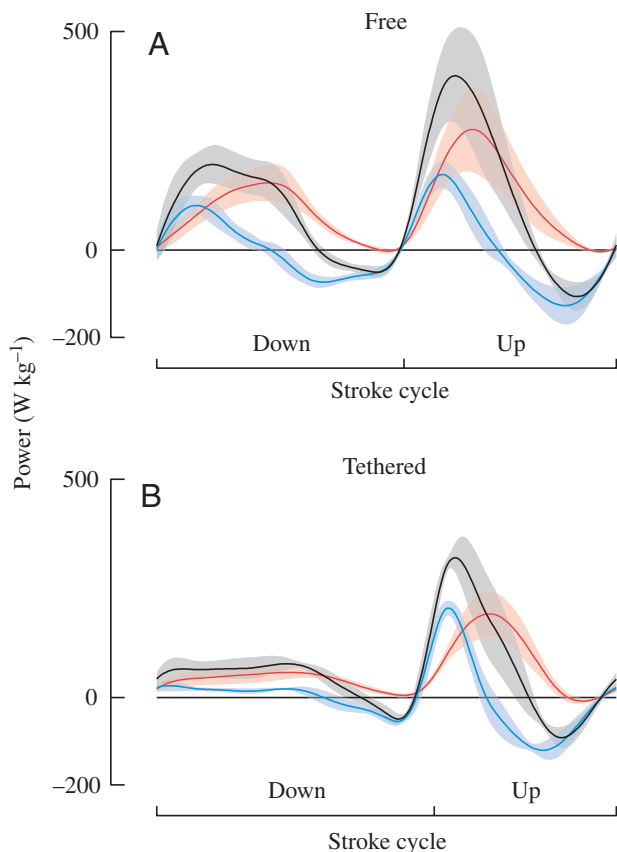 A
Free
500
0
−200
Down
Up
Stroke cycle
Power (W kg−1)
Tethered
B
500
0
−200
Down
Up
Stroke cycle